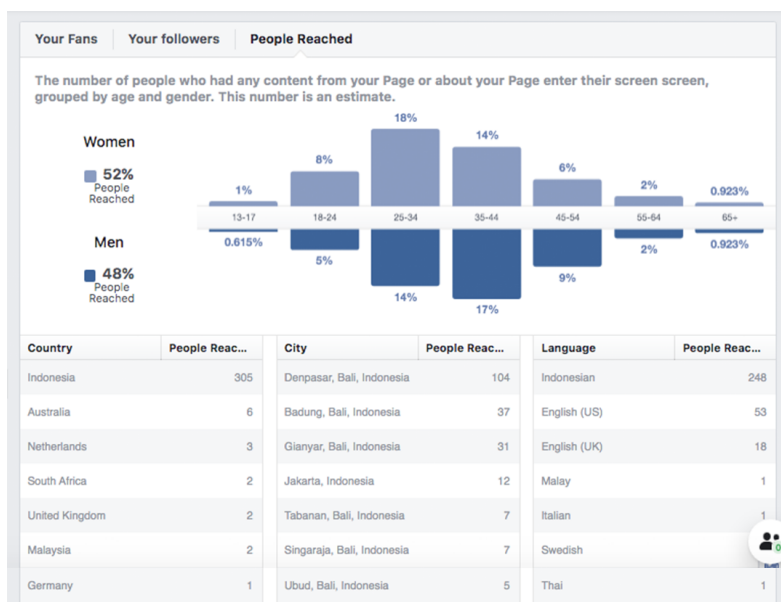 Your Fans Your followers People Reached
The number of people who had any content from your Page or about your Page enter their screen screen,
grouped by age and gender. This number is an estimate.
Women
52%
People
Reached
1% 8% 18% 14% 6% 2% 0.923%
13-17 18-24 25-34 35-44 45-54 55-64 65+
Men
48%
People
Reached
0.615% 5% 14% 17% 9% 2% 0.923%
Country People Reac... City People Reac... Language People Reac...
Indonesia 305 Denpasar, Bali, Indonesia 104 Indonesian 248
Australia 6 Badung, Bali, Indonesia 37 English (US) 53
Netherlands 3 Gianyar, Bali, Indonesia 31 English (UK) 18
South Africa 2 Jakarta, Indonesia 12 Malay 1
United Kingdom 2 Tabanan, Bali, Indonesia 7 Italian 1
Malaysia 2 Singaraja, Bali, Indonesia 7 Swedish
Germany 1 Ubud, Bali, Indonesia 5 Thai 1